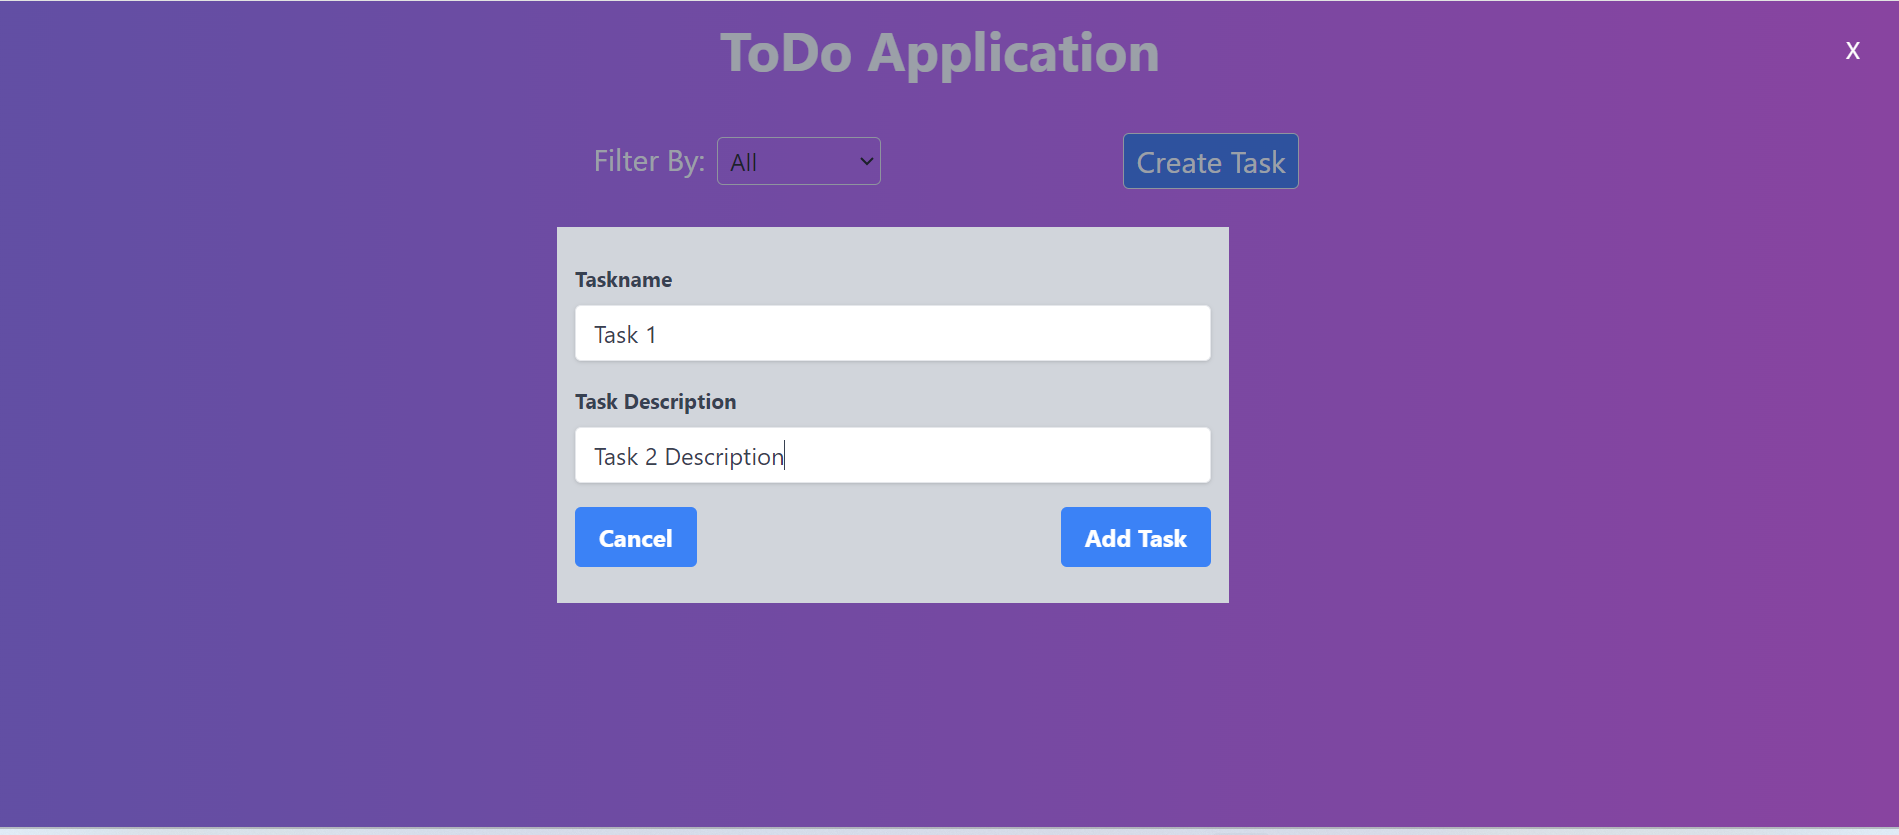 ToDo Application
X
Filter By: All
Create Task
Taskname
Task 1
Task Description
Task 2 Description
Cancel
Add Task